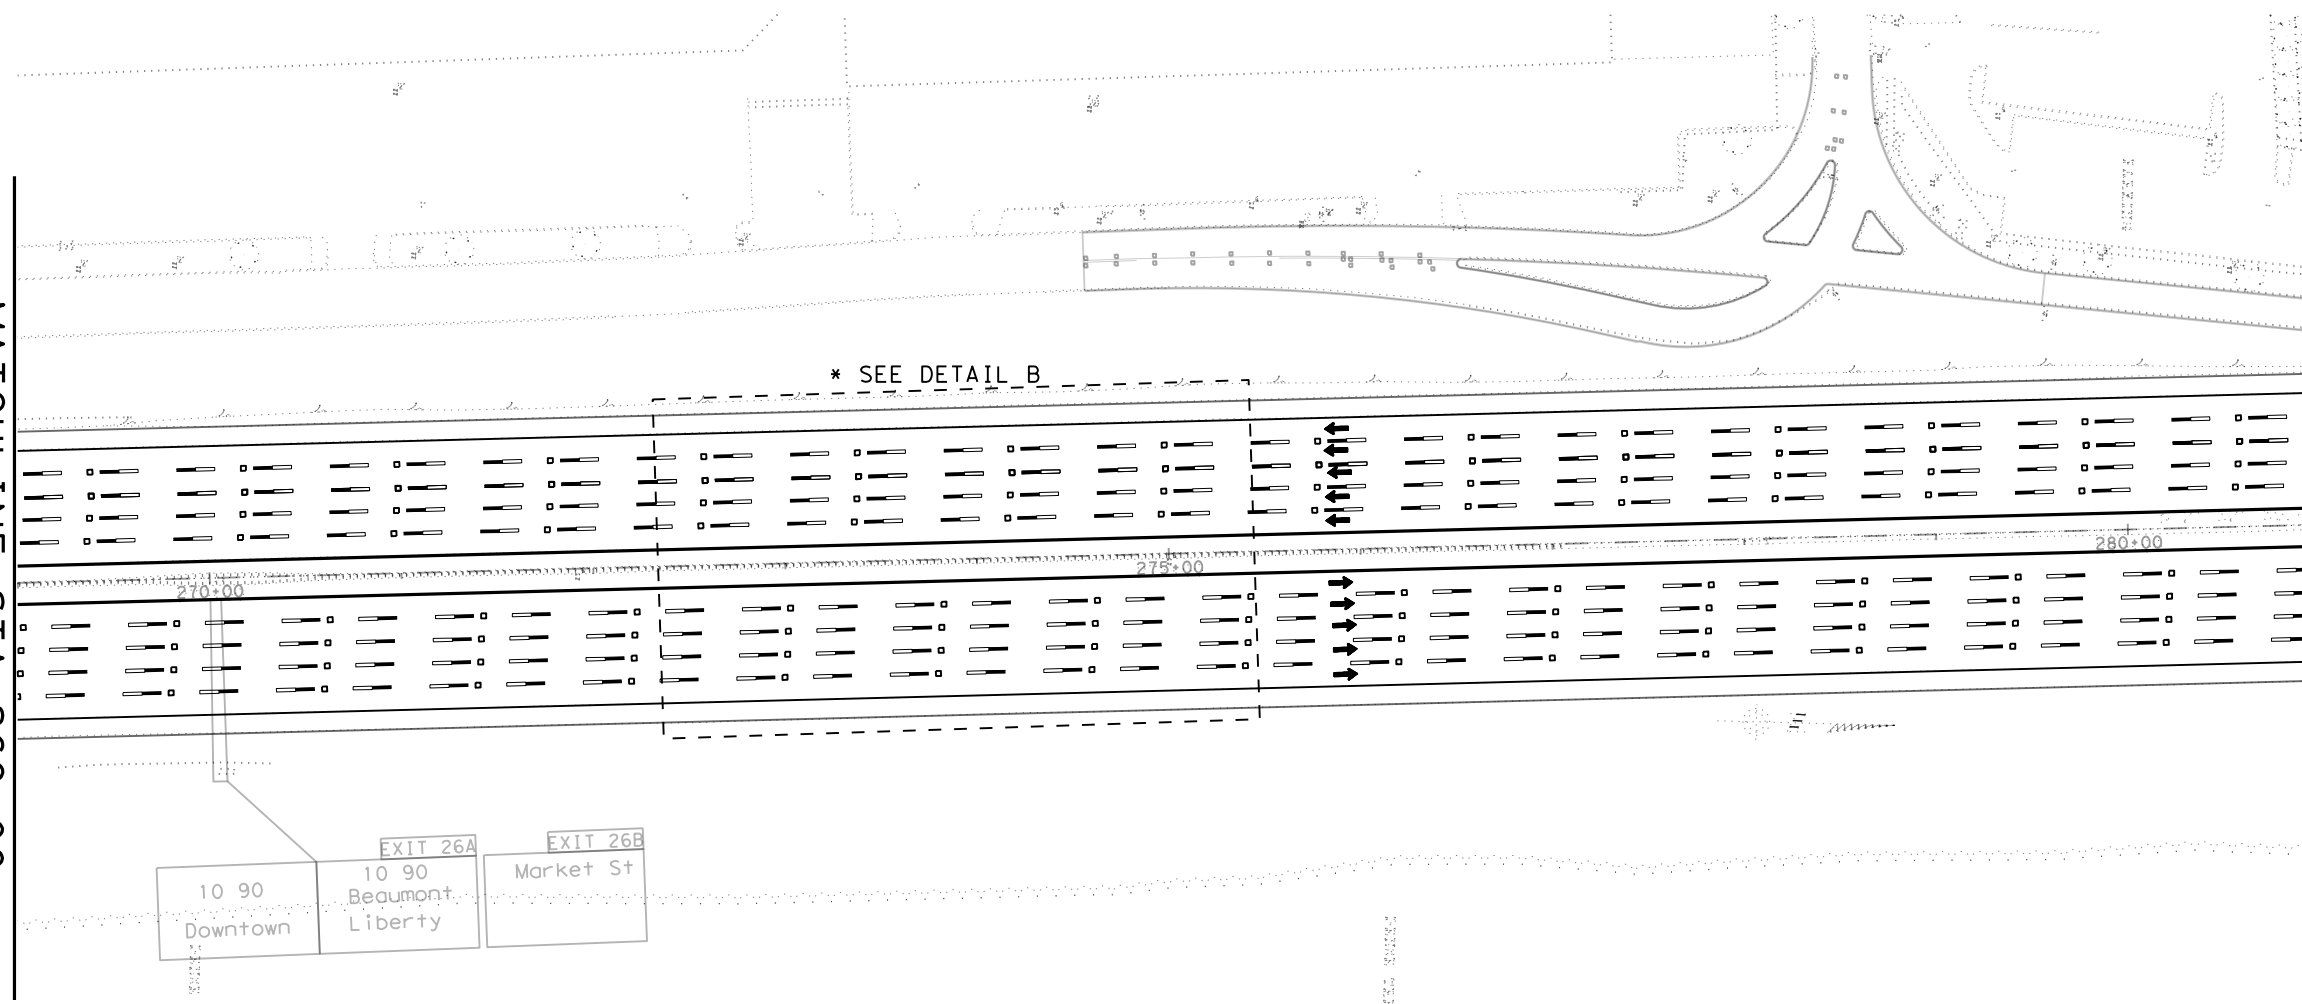 * SEE DETAIL B
275+00
280+00
270+00
EXIT 26A
EXIT 26B
10 90
Downtown
10 90
Beaumont
Liberty
Market St